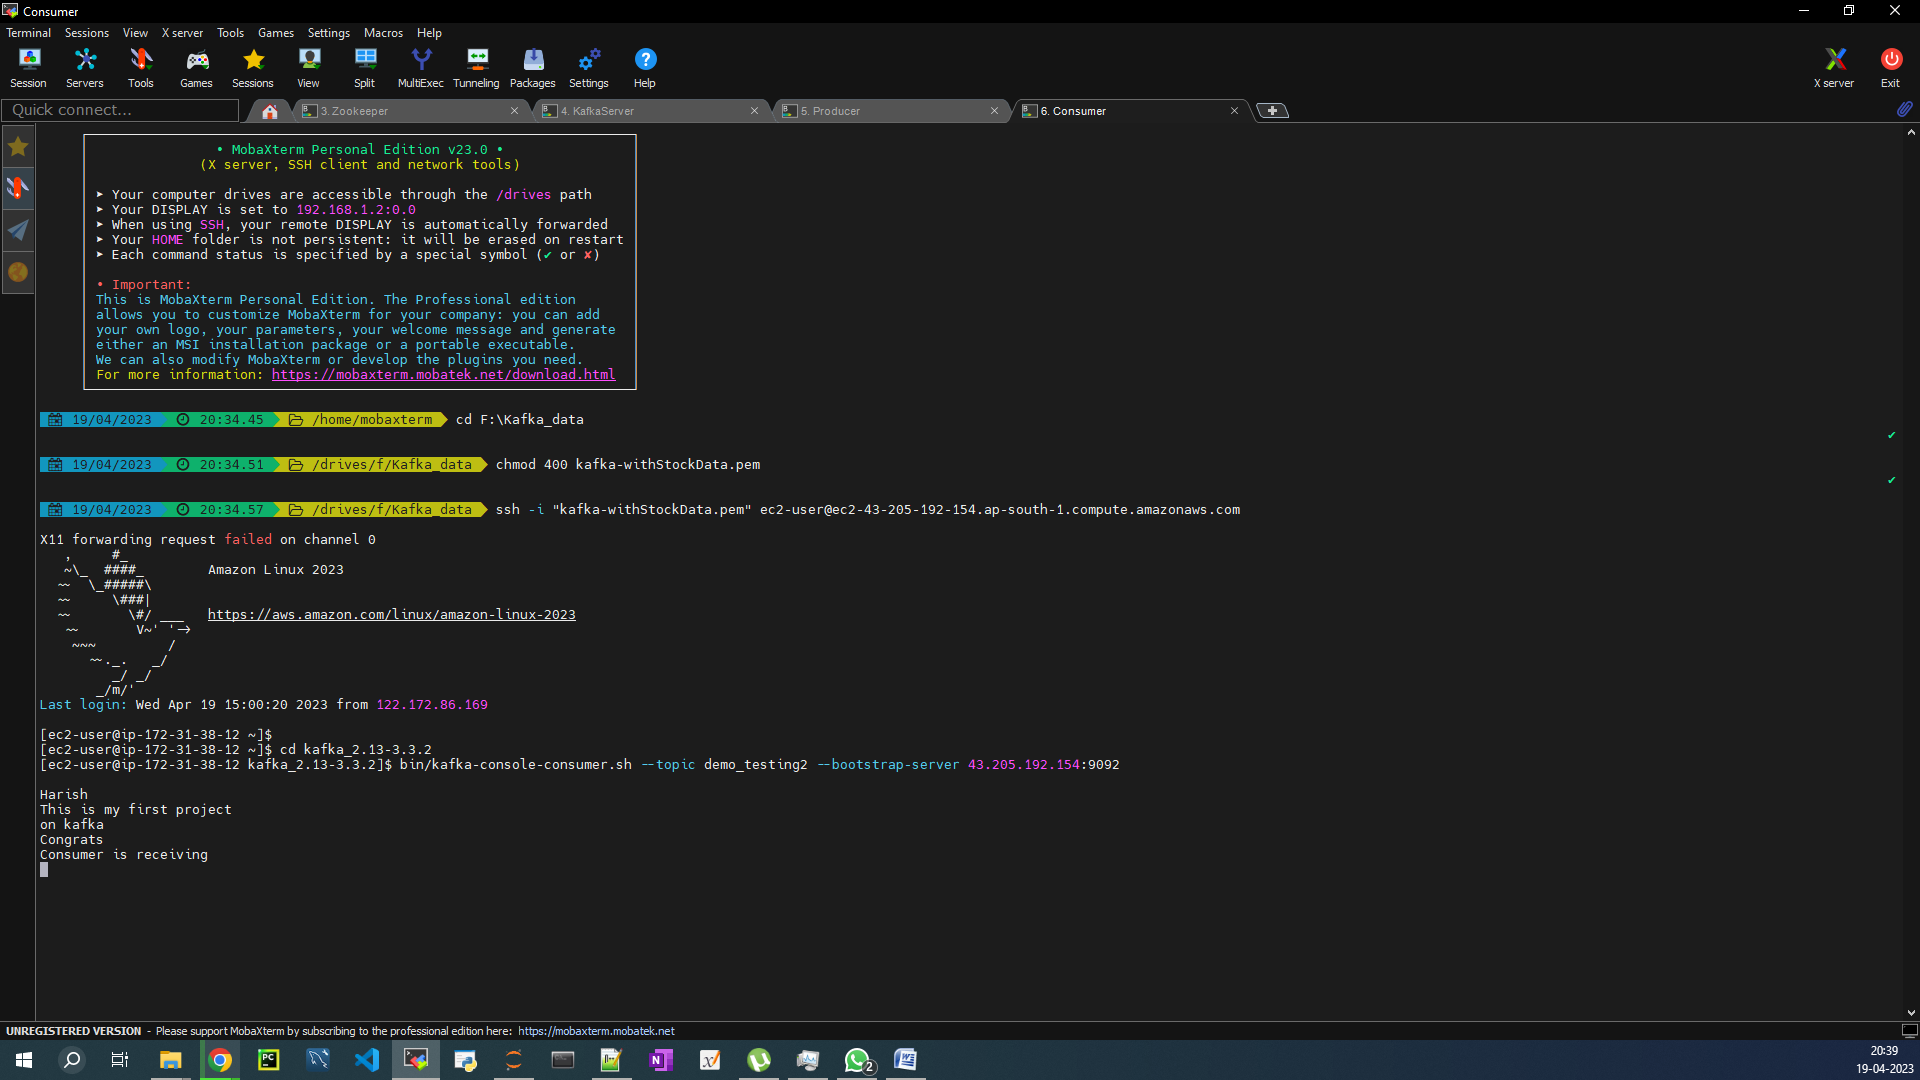 Consumer
Terminal Sessions View X server Tools Games Settings Macros Help
Session Servers Tools Games Sessions View Split MultiExec Tunneling Packages Settings Help X server Exit
Quick connect... 3. Zookeeper 4. KafkaServer 5. Producer 6. Consumer
• MobaXterm Personal Edition v23.0 •
(X server, SSH client and network tools)
➤ Your computer drives are accessible through the /drives path
➤ Your DISPLAY is set to 192.168.1.2:0.0
➤ When using SSH, your remote DISPLAY is automatically forwarded
➤ Your HOME folder is not persistent: it will be erased on restart
➤ Each command status is specified by a special symbol (✔ or ✘)
• Important:
This is MobaXterm Personal Edition. The Professional edition
allows you to customize MobaXterm for your company: you can add
your own logo, your parameters, your welcome message and generate
either an MSI installation package or a portable executable.
We can also modify MobaXterm or develop the plugins you need.
For more information: https://mobaxterm.mobatek.net/download.html
19/04/2023 20:34.45 /home/mobaxterm cd F:\Kafka_data
19/04/2023 20:34.51 /drives/f/Kafka_data chmod 400 kafka-withStockData.pem
19/04/2023 20:34.57 /drives/f/Kafka_data ssh -i "kafka-withStockData.pem" ec2-user@ec2-43-205-192-154.ap-south-1.compute.amazonaws.com
X11 forwarding request failed on channel 0
   ,     #_
   ~\_  ####_        Amazon Linux 2023
  ~~  \_#####\
  ~~     \###|
  ~~       \#/ ___   https://aws.amazon.com/linux/amazon-linux-2023
   ~~       V~' '->
    ~~~         /
      ~~._.   _/
         _/ _/
       _/m/'
Last login: Wed Apr 19 15:00:20 2023 from 122.172.86.169
[ec2-user@ip-172-31-38-12 ~]$
[ec2-user@ip-172-31-38-12 ~]$ cd kafka_2.13-3.3.2
[ec2-user@ip-172-31-38-12 kafka_2.13-3.3.2]$ bin/kafka-console-consumer.sh --topic demo_testing2 --bootstrap-server 43.205.192.154:9092
Harish
This is my first project
on kafka
Congrats
Consumer is receiving
UNREGISTERED VERSION - Please support MobaXterm by subscribing to the professional edition here: https://mobaxterm.mobatek.net
20:39
19-04-2023